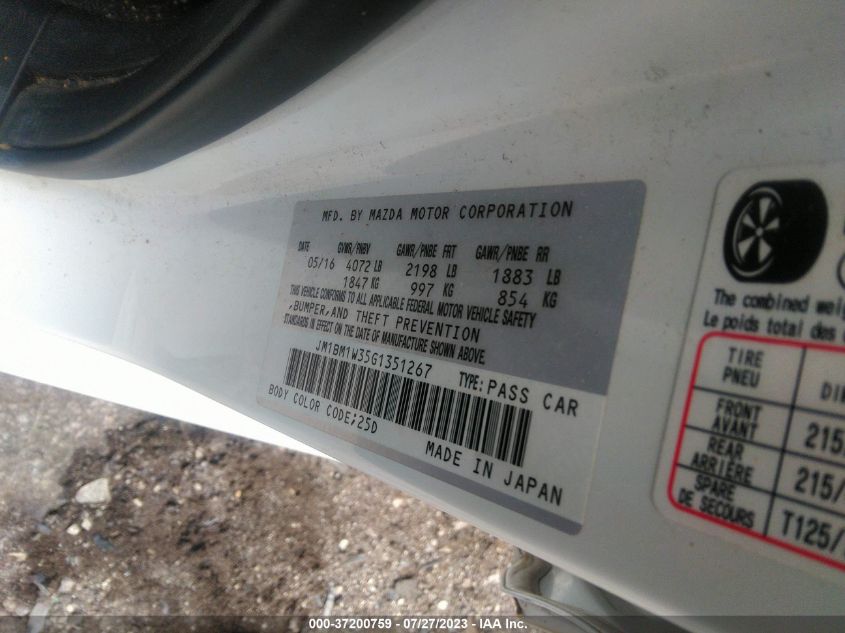 MFD. BY MAZDA MOTOR CORPORATION
DATE GVWR/PNBV GAWR/PNBE FRT GAWR/PNBE RR
05/16 4072 LB 2198 LB 1883 LB
1847 KG 997 KG 854 KG
THIS VEHICLE CONFORMS TO ALL APPLICABLE FEDERAL MOTOR VEHICLE SAFETY
,BUMPER,AND THEFT PREVENTION
STANDARDS IN EFFECT ON THE DATE OF MANUFACTURE SHOWN ABOVE.
JM1BM1W35G1351267 TYPE:PASS CAR
BODY COLOR CODE;25D
MADE IN JAPAN
The combined weig
Le poids total des
TIRE
PNEU
DI
FRONT
AVANT
215
REAR
ARRIÈRE
215/
SPARE
DE SECOURS
T125/
000-37200759 - 07/27/2023 - IAA Inc.